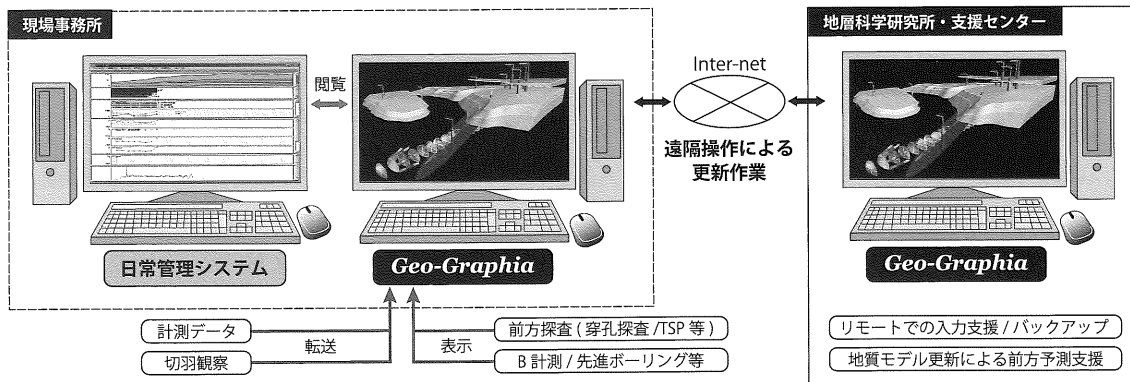 現場事務所
地層科学研究所・支援センター
閲覧
Inter-net
遠隔操作による
更新作業
日常管理システム
Geo-Graphia
Geo-Graphia
計測データ
切羽観察
転送
表示
前方探査 ( 穿孔探査 /TSP 等 )
B 計測 / 先進ボーリング等
リモートでの入力支援 / バックアップ
地質モデル更新による前方予測支援